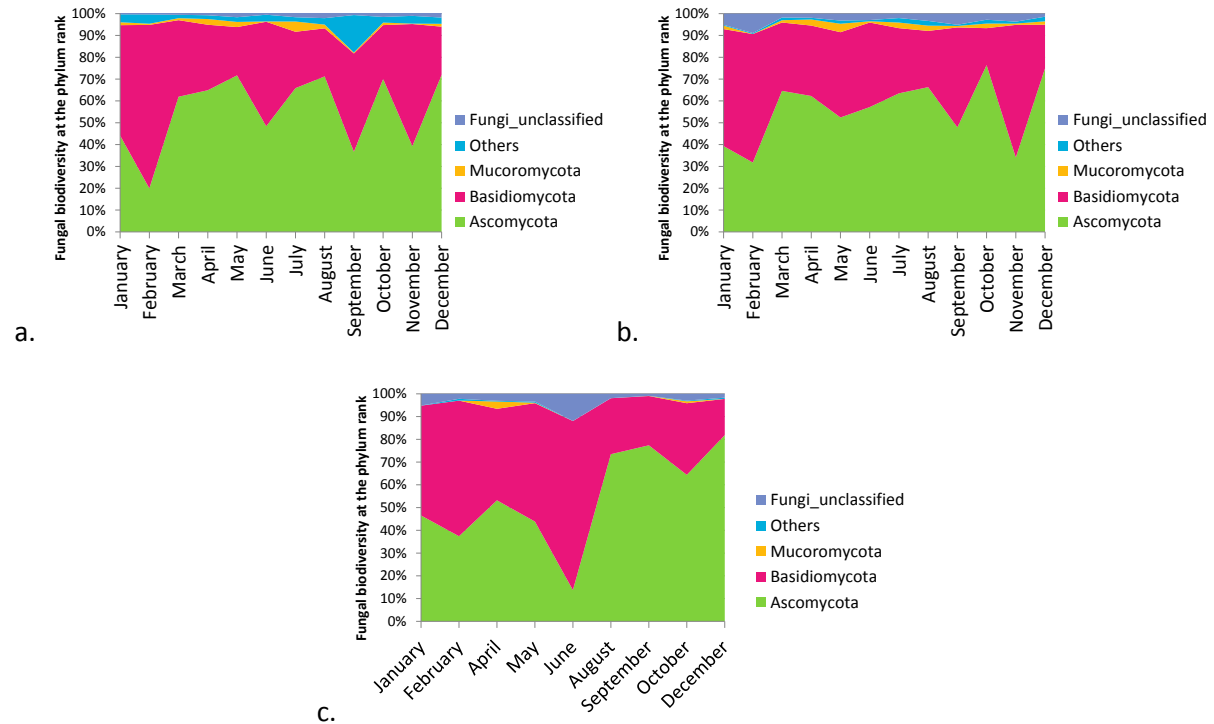 Fungal biodiversity at the phylum rank
100%
90%
80%
70%
60%
50%
40%
30%
20%
10%
0%
January
February
March
April
May
June
July
August
September
October
November
December
Fungi_unclassified
Others
Mucoromycota
Basidiomycota
Ascomycota
a.
Fungal biodiversity at the phylum rank
100%
90%
80%
70%
60%
50%
40%
30%
20%
10%
0%
January
February
March
April
May
June
July
August
September
October
November
December
Fungi_unclassified
Others
Mucoromycota
Basidiomycota
Ascomycota
b.
Fungal biodiversity at the phylum rank
100%
90%
80%
70%
60%
50%
40%
30%
20%
10%
0%
January
February
April
May
June
August
September
October
December
Fungi_unclassified
Others
Mucoromycota
Basidiomycota
Ascomycota
c.